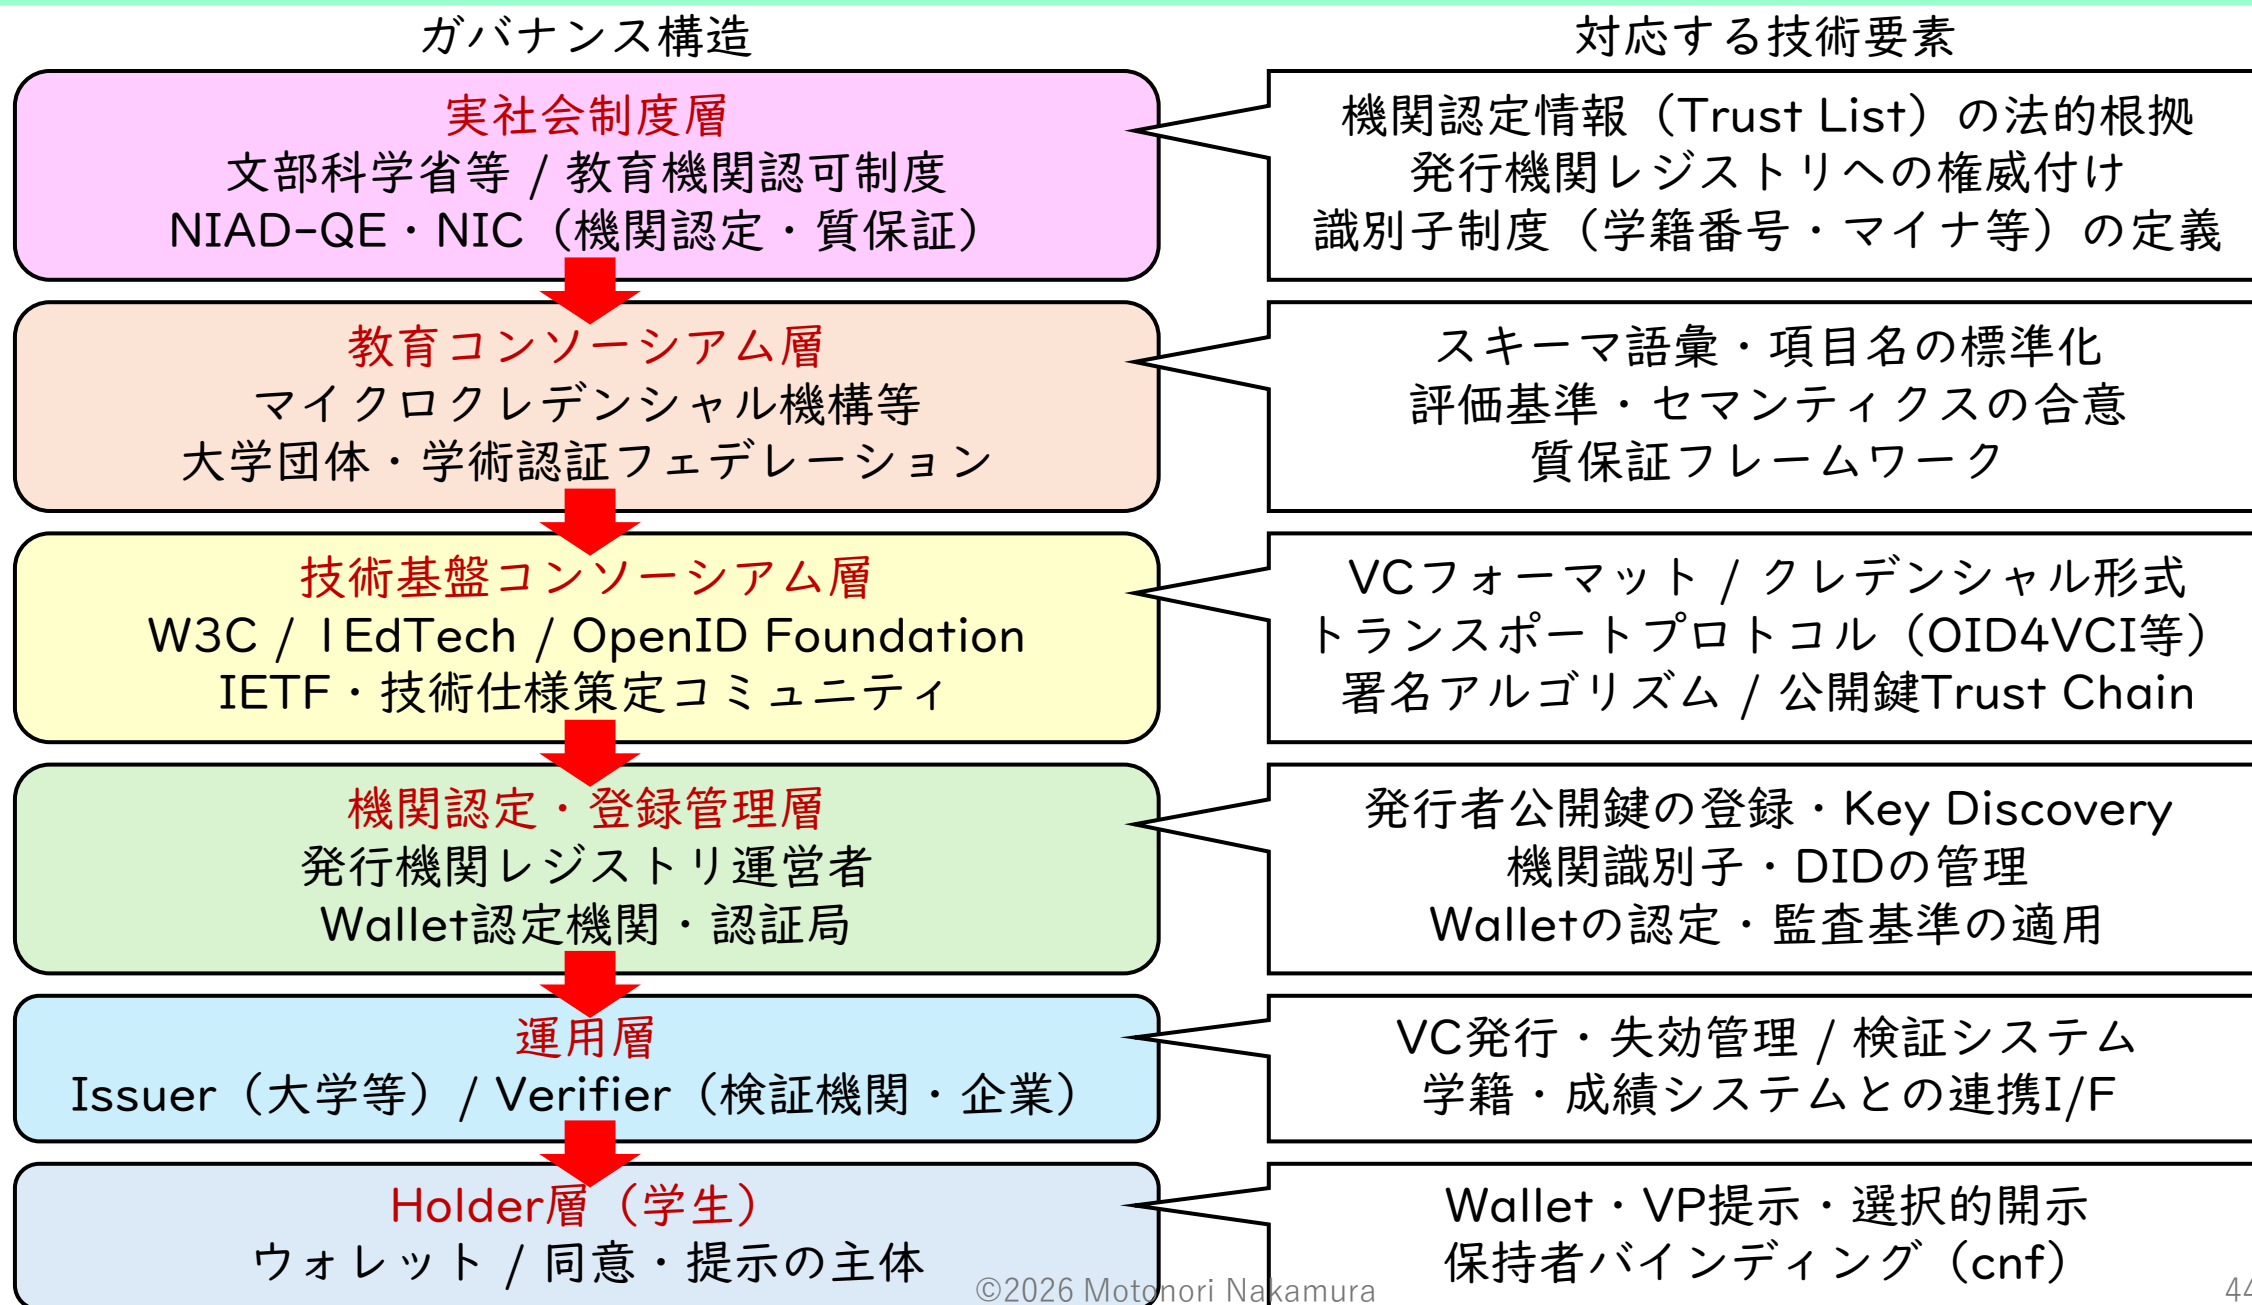 ガバナンス構造
対応する技術要素
実社会制度層
文部科学省等 / 教育機関認可制度
NIAD-QE・NIC（機関認定・質保証）
機関認定情報（Trust List）の法的根拠
発行機関レジストリへの権威付け
識別子制度（学籍番号・マイナ等）の定義
教育コンソーシアム層
マイクロクレデンシャル機構等
大学団体・学術認証フェデレーション
スキーマ語彙・項目名の標準化
評価基準・セマンティクスの合意
質保証フレームワーク
技術基盤コンソーシアム層
W3C / 1EdTech / OpenID Foundation
IETF・技術仕様策定コミュニティ
VCフォーマット / クレデンシャル形式
トランスポートプロトコル（OID4VCI等）
署名アルゴリズム / 公開鍵Trust Chain
機関認定・登録管理層
発行機関レジストリ運営者
Wallet認定機関・認証局
発行者公開鍵の登録・Key Discovery
機関識別子・DIDの管理
Walletの認定・監査基準の適用
運用層
Issuer（大学等）/ Verifier（検証機関・企業）
VC発行・失効管理 / 検証システム
学籍・成績システムとの連携I/F
Holder層（学生）
ウォレット / 同意・提示の主体
Wallet・VP提示・選択的開示
保持者バインディング（cnf）
©2026 Motonori Nakamura
44